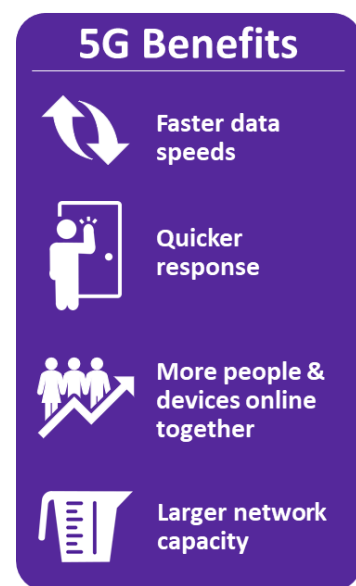 5G Benefits
Faster data
speeds
Quicker
response
More people &
devices online
together
Larger network
capacity